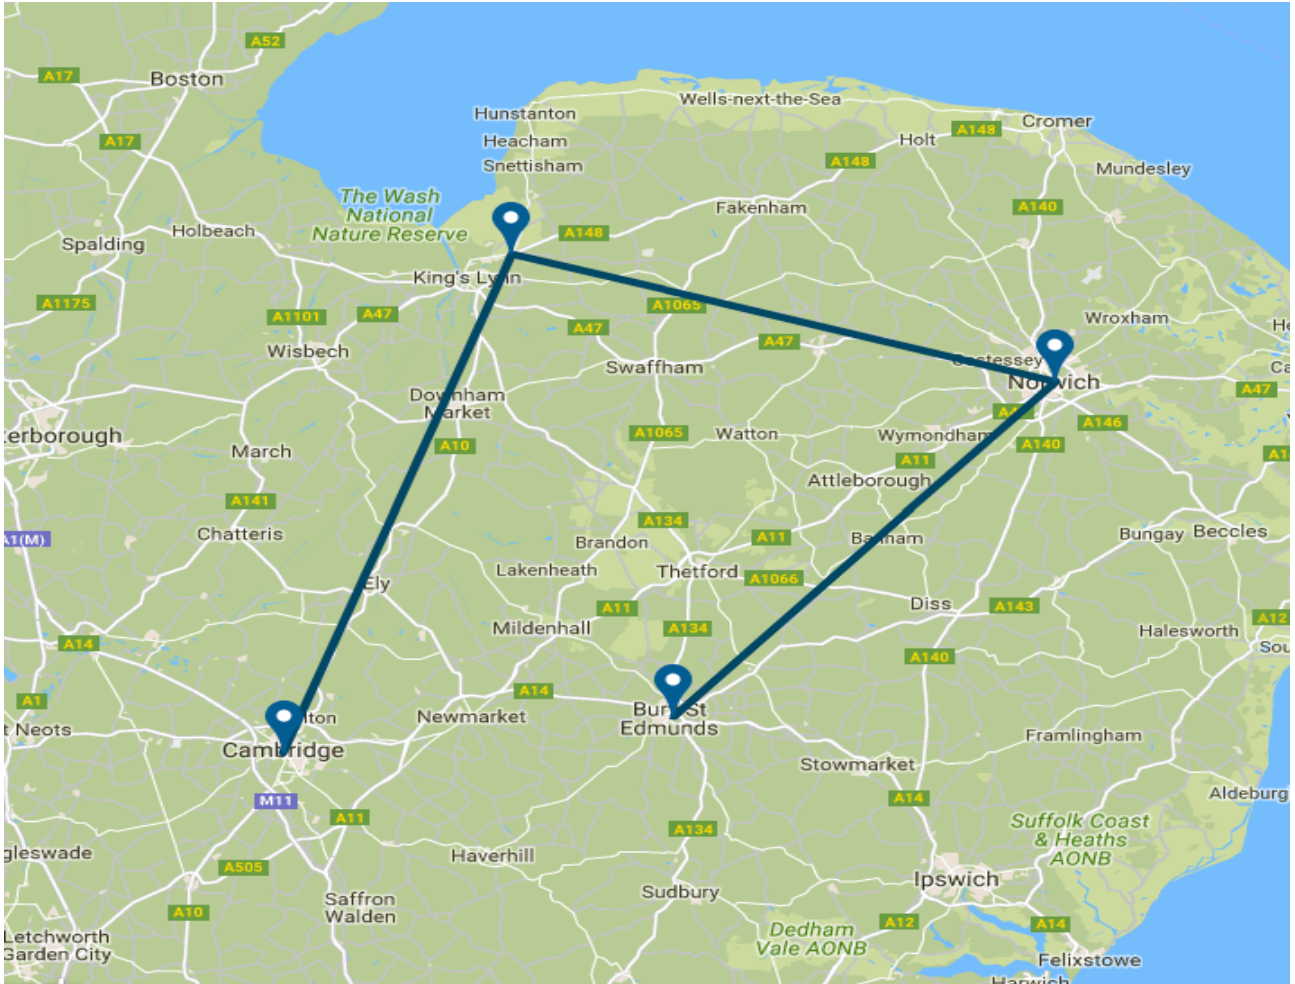 A52
A17
Boston
Wells-next-the-Sea
Hunstanton
Cromer
A148
A17
Heacham
Holt
A148
Snettisham
Mundesley
The Wash
National
Nature Reserve
Fakenham
A140
Holbeach
A148
Spalding
King's Lynn
A1175
A1065
A1101
A47
Wroxham
A47
A47
Wisbech
Costessey
Swaffham
Norwich
A47
Downham
Market
A146
A1065
Watton
Wymondham
terborough
A10
A140
March
A11
Attleborough
A141
A134
Chatteris
A1(M)
Brandon
A11
Banham
Bungay
Beccles
Lakenheath
Thetford
A1066
Ely
A11
Diss
A143
A12
Mildenhall
A134
Halesworth
A14
A140
A14
A1
Bury St
Edmunds
Newmarket
t Neots
Cambridge
Framlingham
Stowmarket
A14
Aldeburg
M11
A11
A134
Suffolk Coast
& Heaths
AONB
gleswade
Haverhill
A505
Ipswich
Sudbury
Saffron
Walden
A10
A12
A14
Dedham
Vale AONB
Letchworth
Garden City
Felixstowe
Harwich